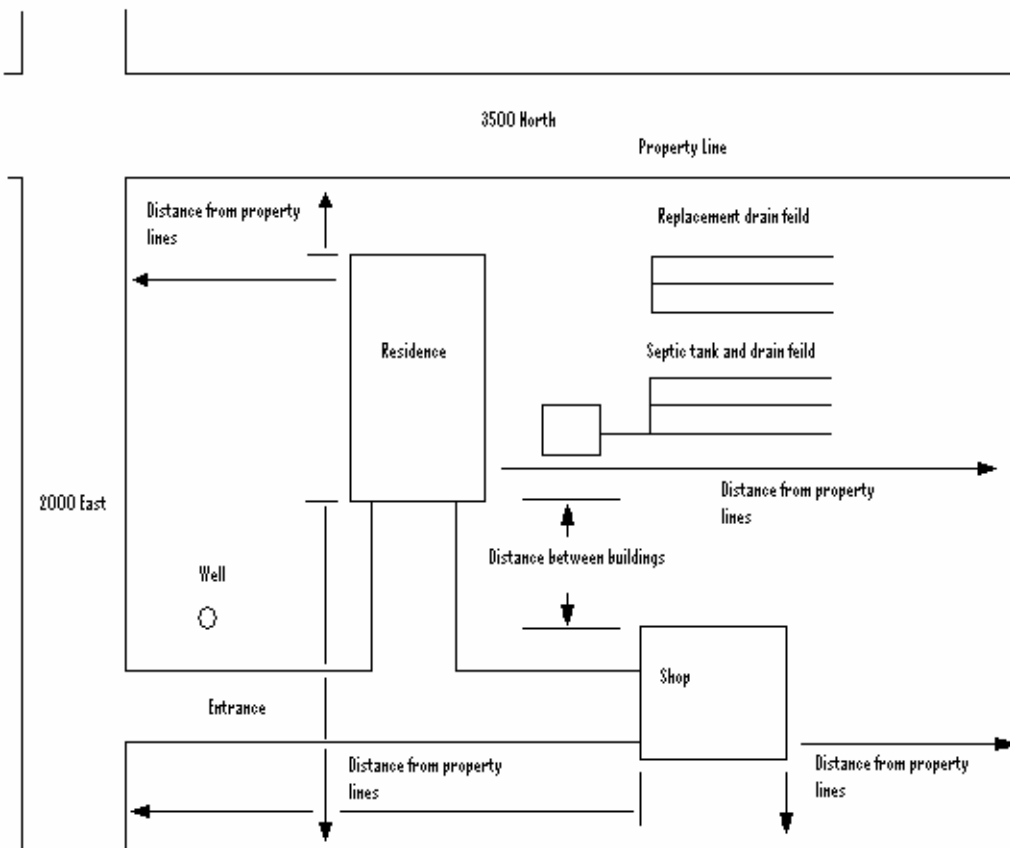 3500 North
Property Line
Distance from property
lines
Replacement drain feild
Residence
Septic tank and drain feild
2000 East
Distance from property
lines
Distance between buildings
Well
Shop
Entrance
Distance from property
lines
Distance from property
lines